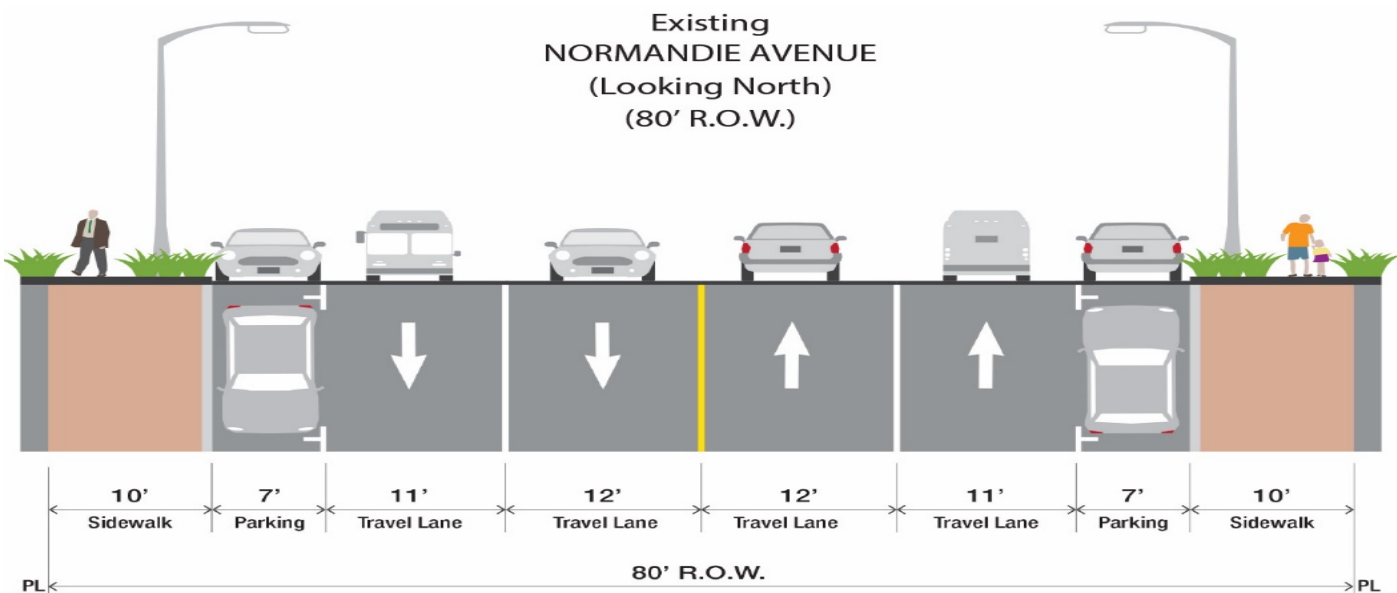 Existing
NORMANDIE AVENUE
(Looking North)
(80’ R.O.W.)
10’ 7’ 11’ 12’ 12’ 11’ 7’ 10’
Sidewalk Parking Travel Lane Travel Lane Travel Lane Travel Lane Parking Sidewalk
80’ R.O.W.
PL PL